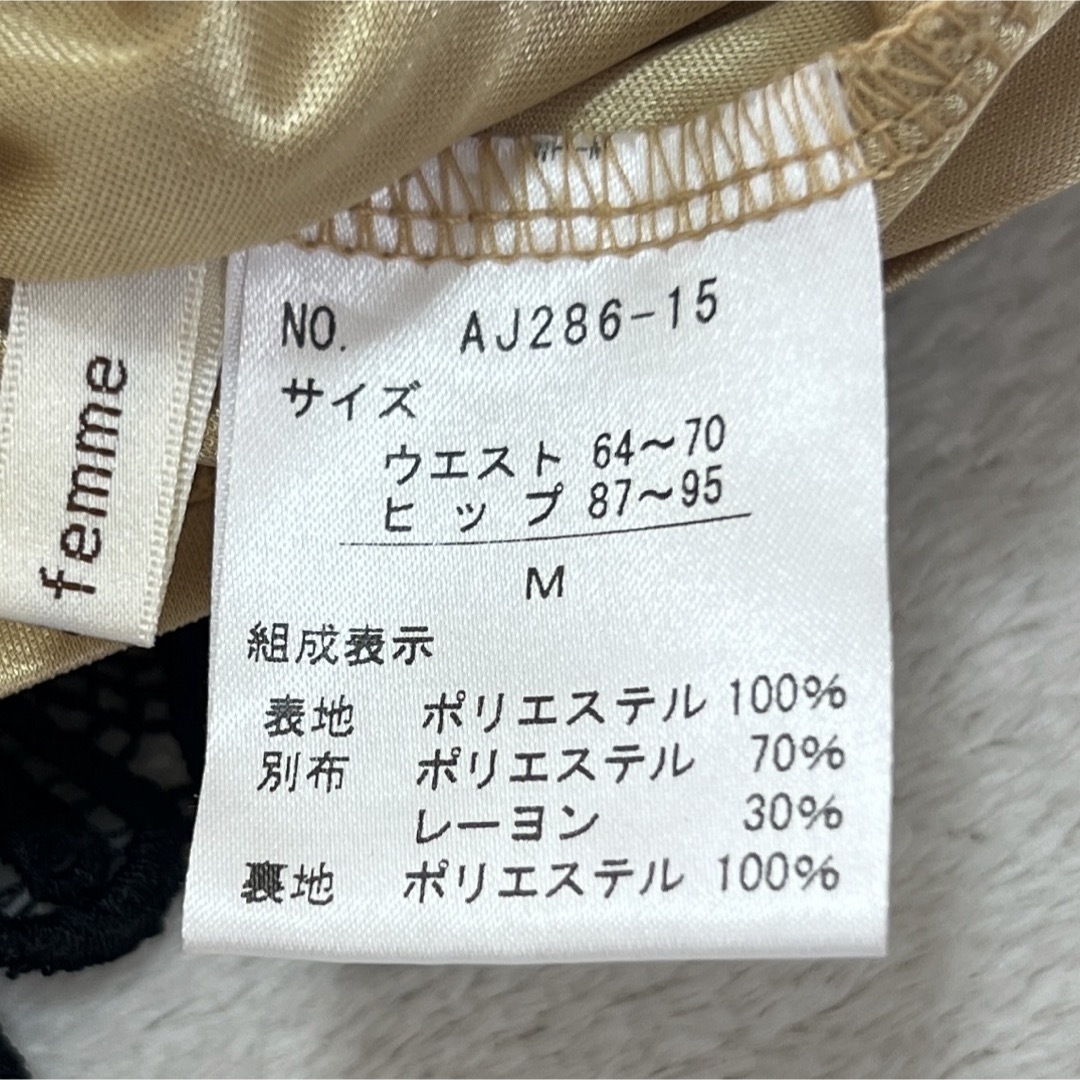 femme
NO. AJ286-15
サイズ
ウエスト 64〜70
ヒップ 87〜95
M
組成表示
表地 ポリエステル 100%
別布 ポリエステル 70%
レーヨン 30%
裏地 ポリエステル 100%